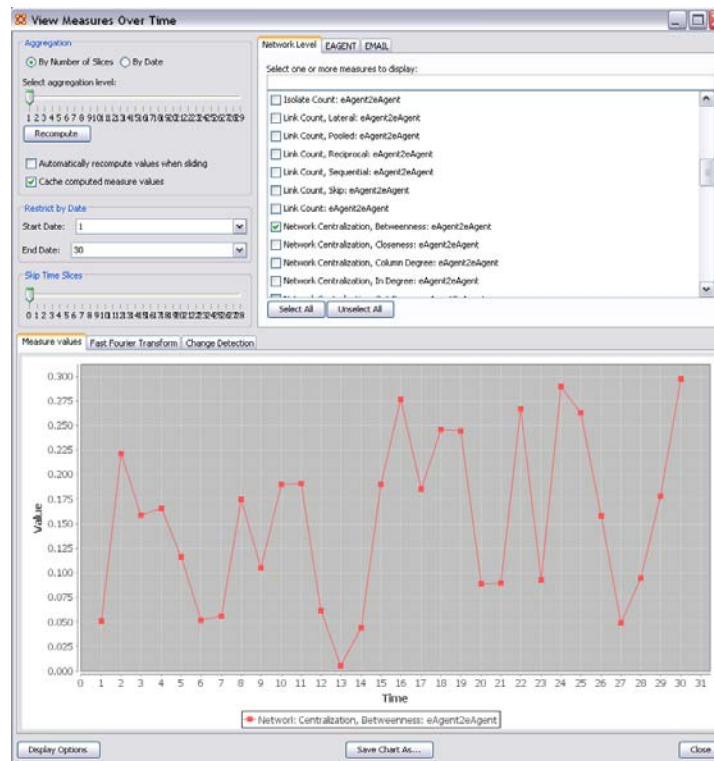 View Measures Over Time
Aggregation
By Number of Slices By Date
Select aggregation level:
Recompute
Automatically recompute values when sliding
Cache computed measure values
Restrict by Date
Start Date: 1
End Date: 30
Skip Time Slices
Network Level EAGENT EMAIL
Select one or more measures to display:
Isolate Count: eAgent2eAgent
Link Count, Lateral: eAgent2eAgent
Link Count, Pooled: eAgent2eAgent
Link Count, Reciprocal: eAgent2eAgent
Link Count, Sequential: eAgent2eAgent
Link Count, Skip: eAgent2eAgent
Link Count: eAgent2eAgent
Network Centralization, Betweenness: eAgent2eAgent
Network Centralization, Closeness: eAgent2eAgent
Network Centralization, Column Degree: eAgent2eAgent
Network Centralization, In Degree: eAgent2eAgent
Select All Unselect All
Measure values Fast Fourier Transform Change Detection
0.300
0.275
0.250
0.225
0.200
0.175
0.150
0.125
0.100
0.075
0.050
0.025
0.000
Value
0 1 2 3 4 5 6 7 8 9 10 11 12 13 14 15 16 17 18 19 20 21 22 23 24 25 26 27 28 29 30 31
Time
Network Centralization, Betweenness: eAgent2eAgent
Display Options Save Chart As... Close